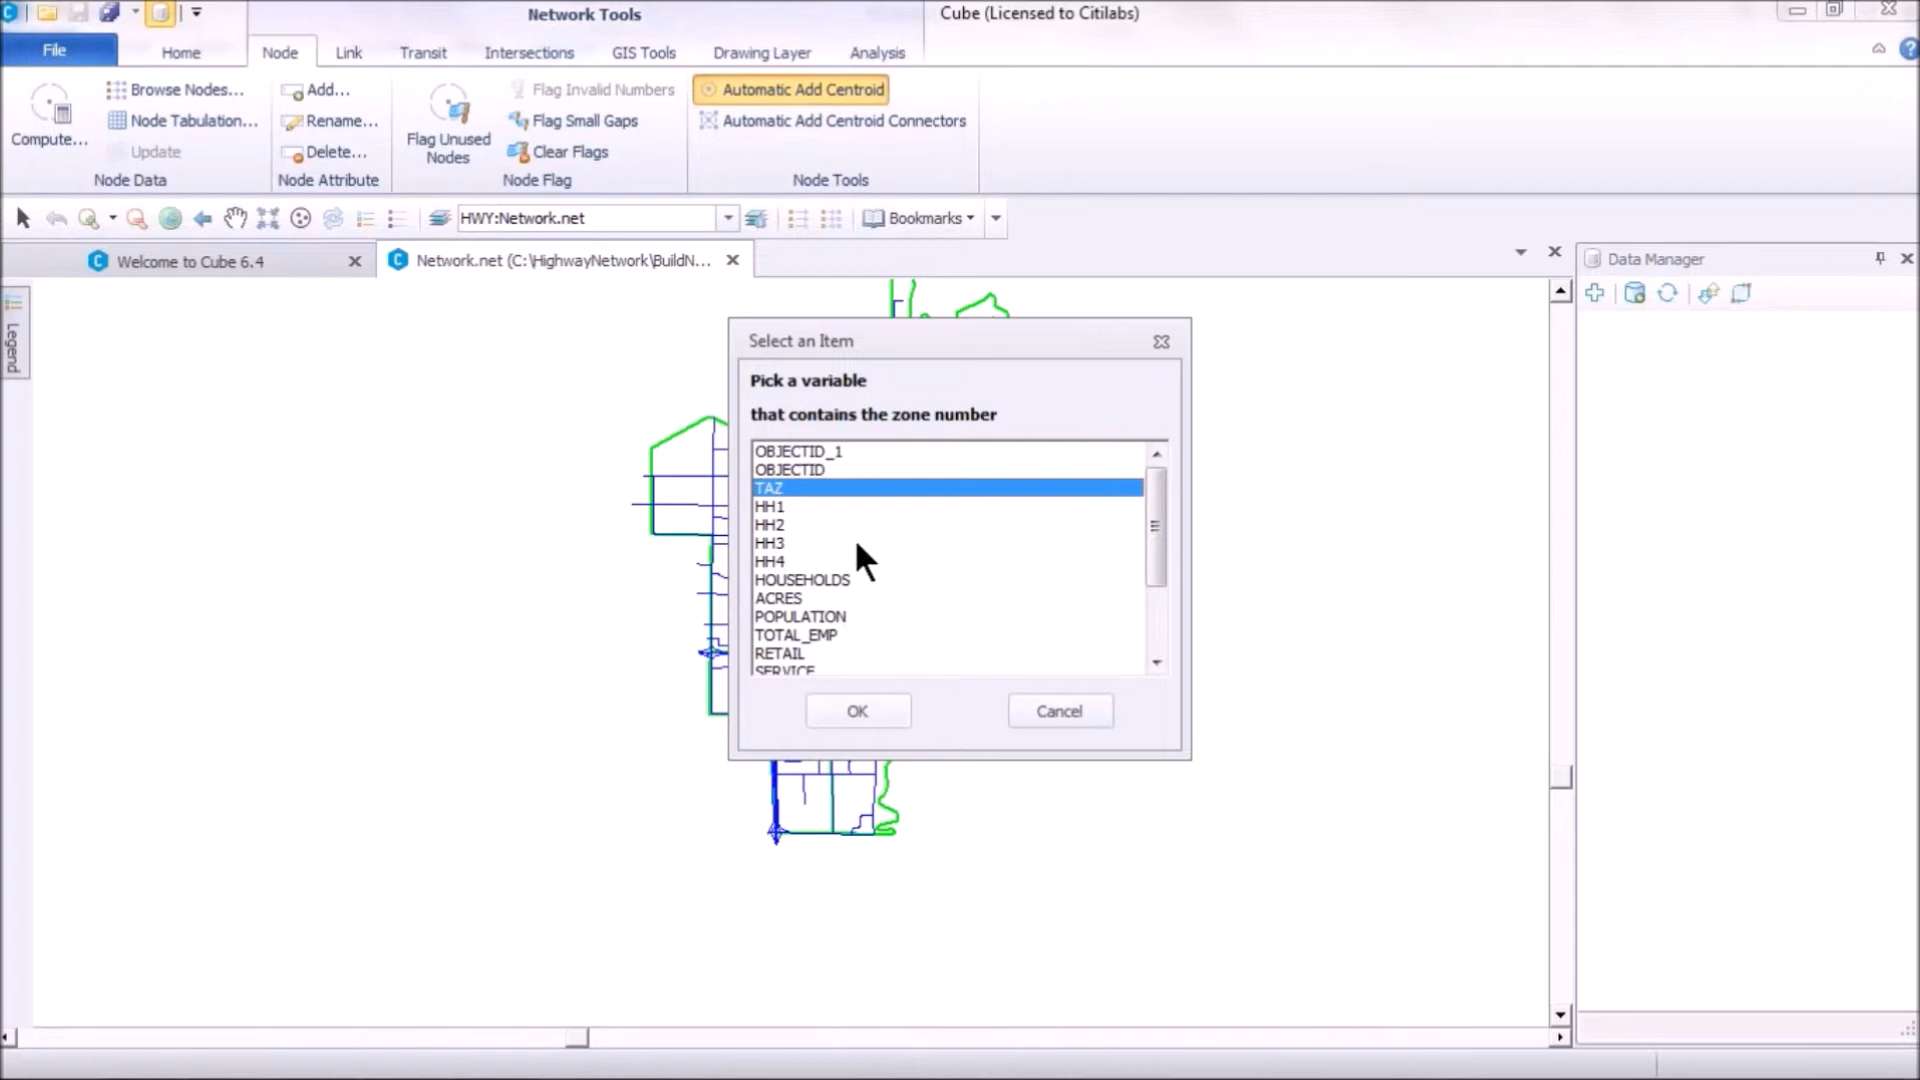 Network Tools
Cube (Licensed to Citilabs)
File
Home
Node
Link
Transit
Intersections
GIS Tools
Drawing Layer
Analysis
Compute...
Browse Nodes...
Node Tabulation...
Update
Node Data
Add...
Rename...
Delete...
Node Attribute
Flag Unused
Nodes
Flag Invalid Numbers
Flag Small Gaps
Clear Flags
Node Flag
Automatic Add Centroid
Automatic Add Centroid Connectors
Node Tools
HWY:Network.net
Bookmarks
Welcome to Cube 6.4
Network.net (C:\HighwayNetwork\BuildN...
Data Manager
Legend
Select an Item
Pick a variable
that contains the zone number
OBJECTID_1
OBJECTID
TAZ
HH1
HH2
HH3
HH4
HOUSEHOLDS
ACRES
POPULATION
TOTAL_EMP
RETAIL
SERVICE
OK
Cancel